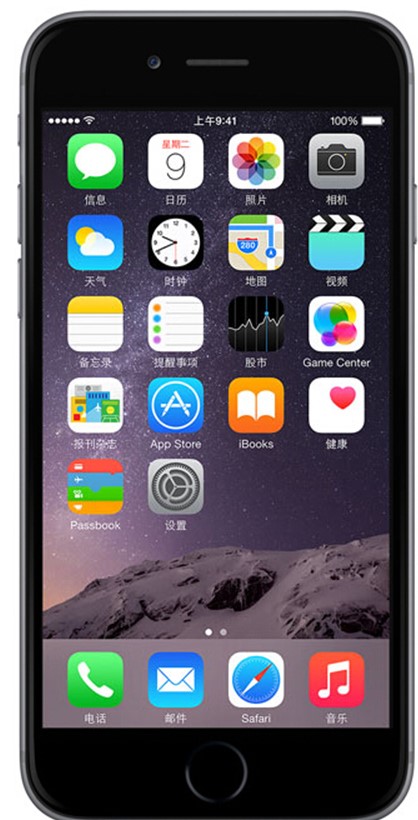 上午9:41
100%
星期二
9
信息
日历
照片
相机
280
天气
时钟
地图
视频
备忘录
提醒事项
股市
Game Center
报刊杂志
App Store
iBooks
健康
Passbook
设置
电话
邮件
Safari
音乐